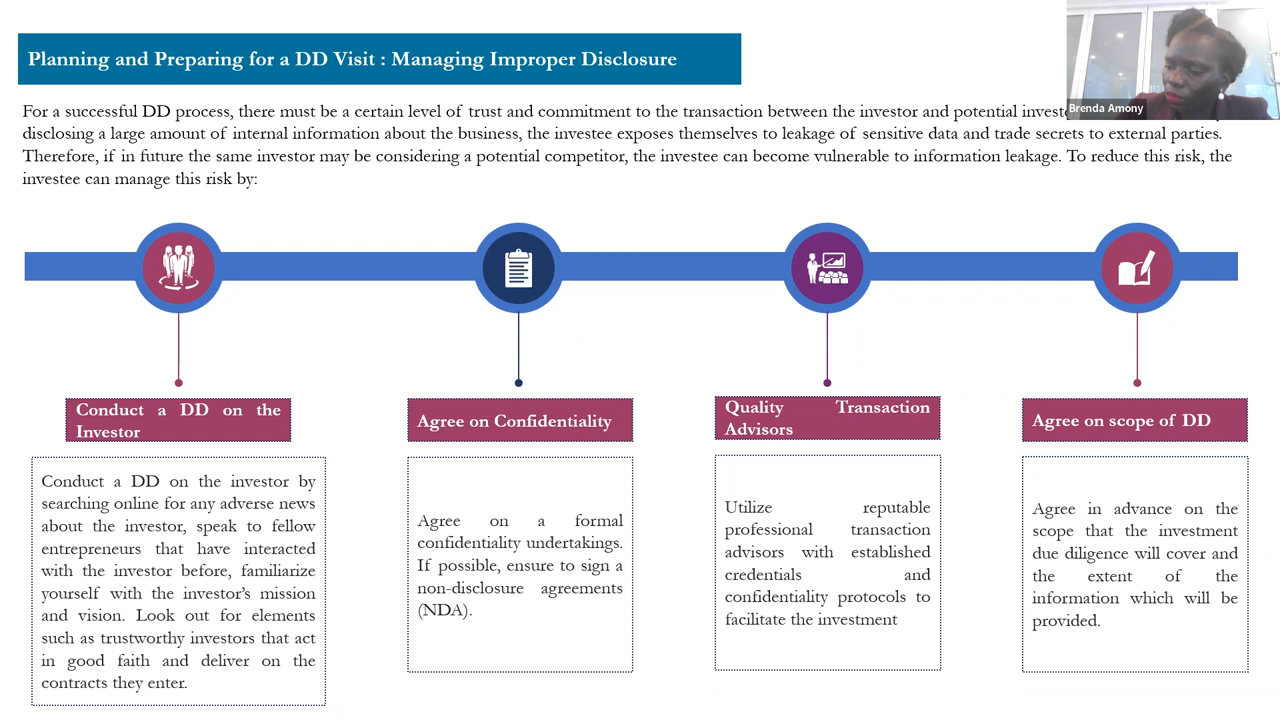 Planning and Preparing for a DD Visit : Managing Improper Disclosure
Brenda Amony
For a successful DD process, there must be a certain level of trust and commitment to the transaction between the investor and potential
disclosing a large amount of internal information about the business, the investee exposes themselves to leakage of sensitive data and trade secrets to external parties.
Therefore, if in future the same investor may be considering a potential competitor, the investee can become vulnerable to information leakage. To reduce this risk, the
investee can manage this risk by:
Conduct a DD on the
Investor
Conduct a DD on the investor by
searching online for any adverse news
about the investor, speak to fellow
entrepreneurs that have interacted
with the investor before, familiarize
yourself with the investor's mission
and vision. Look out for elements
such as trustworthy investors that act
in good faith and deliver on the
contracts they enter.
Agree on Confidentiality
Agree on a formal
confidentiality undertakings.
If possible, ensure to sign a
non-disclosure agreements
(NDA).
Quality Transaction
Advisors
Utilize reputable
professional transaction
advisors with established
credentials and
confidentiality protocols to
facilitate the investment
Agree on scope of DD
Agree in advance on the
scope that the investment
due diligence will cover and
the extent of the
information which will be
provided.